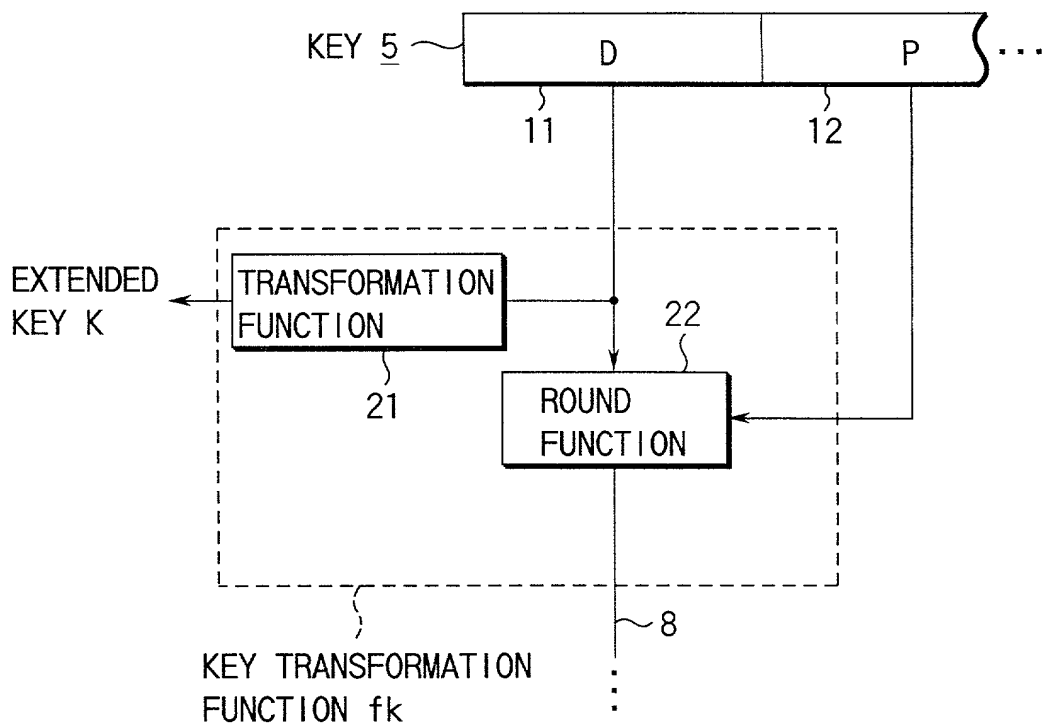 KEY 5
D
P
...
11
12
EXTENDED
KEY K
TRANSFORMATION
FUNCTION
21
22
ROUND
FUNCTION
8
KEY TRANSFORMATION
FUNCTION fk